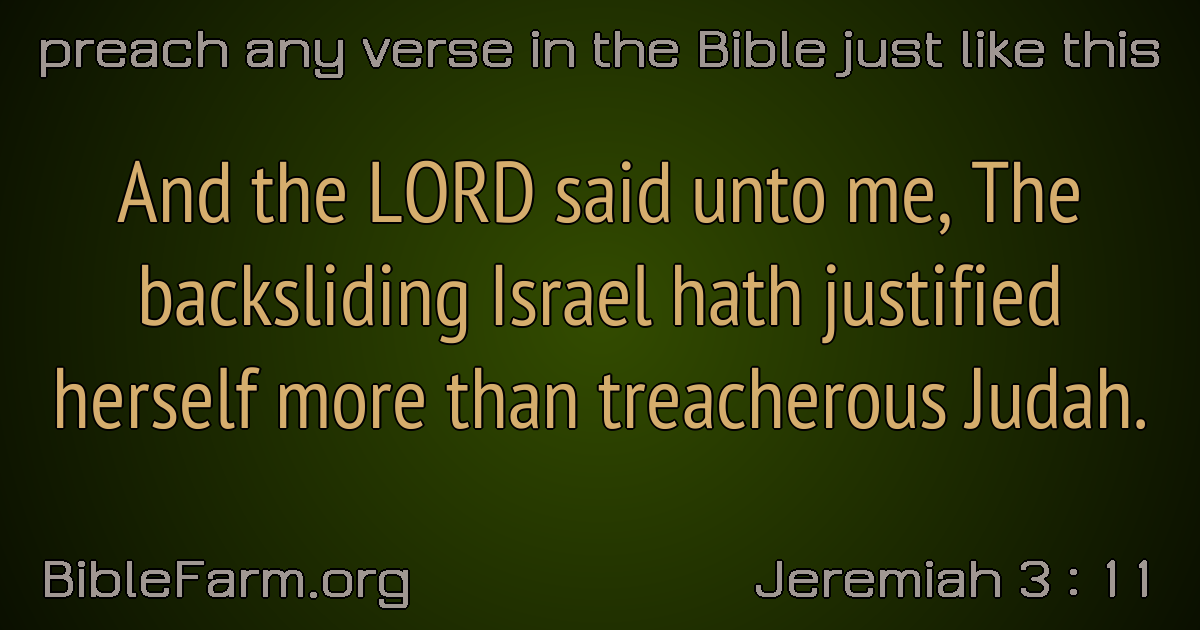 preach any verse in the Bible just like this
And the LORD said unto me, The
backsliding Israel hath justified
herself more than treacherous Judah.
BibleFarm.org
Jeremiah 3 : 11